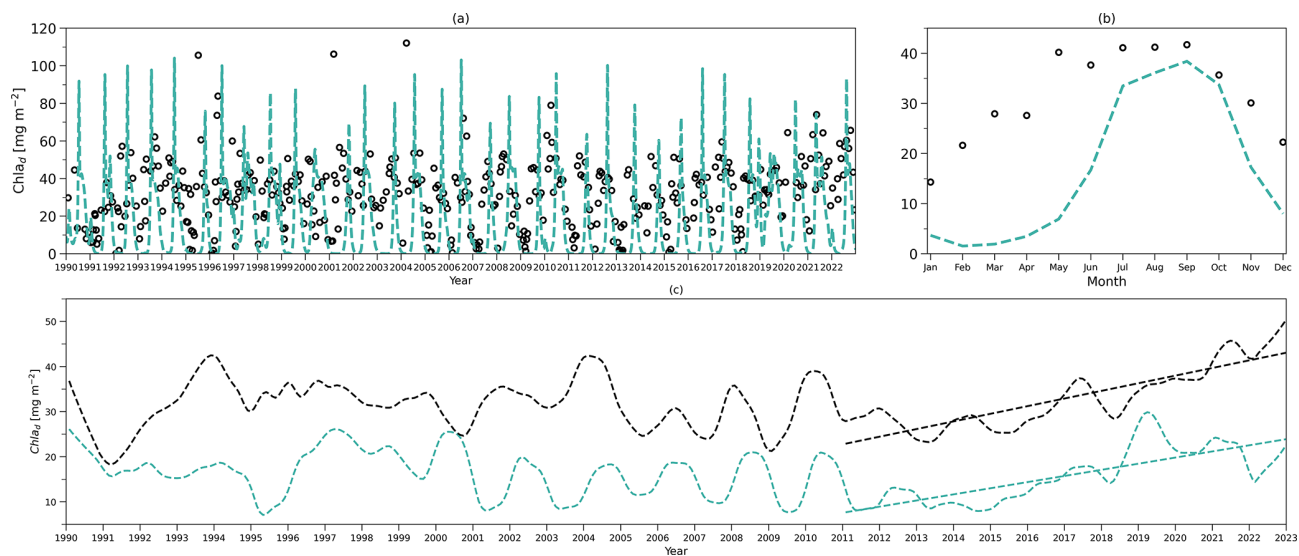 (a)
Chla_d [mg m^−2]
120
100
80
60
40
20
0
1990 1991 1992 1993 1994 1995 1996 1997 1998 1999 2000 2001 2002 2003 2004 2005 2006 2007 2008 2009 2010 2011 2012 2013 2014 2015 2016 2017 2018 2019 2020 2021 2022
Year
(b)
40
30
20
10
0
Jan Feb Mar Apr May Jun Jul Aug Sep Oct Nov Dec
Month
(c)
Chla_d [mg m^−2]
50
40
30
20
10
1990 1991 1992 1993 1994 1995 1996 1997 1998 1999 2000 2001 2002 2003 2004 2005 2006 2007 2008 2009 2010 2011 2012 2013 2014 2015 2016 2017 2018 2019 2020 2021 2022 2023
Year